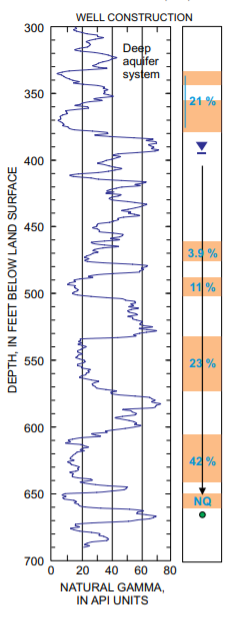 WELL CONSTRUCTION
300
Deep
aquifer
system
350
21 %
400
450
3.9 %
11 %
500
550
23 %
600
42 %
650
NQ
700
0 20 40 60 80
NATURAL GAMMA,
IN API UNITS
DEPTH, IN FEET BELOW LAND SURFACE